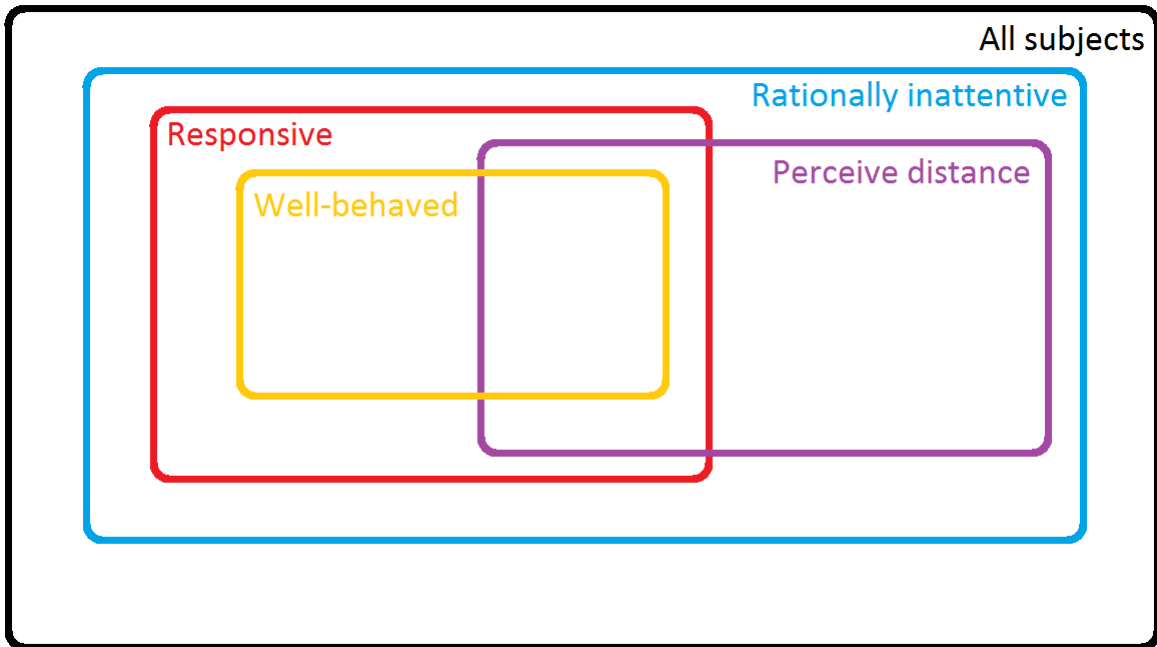 All subjects
Rationally inattentive
Responsive
Perceive distance
Well-behaved